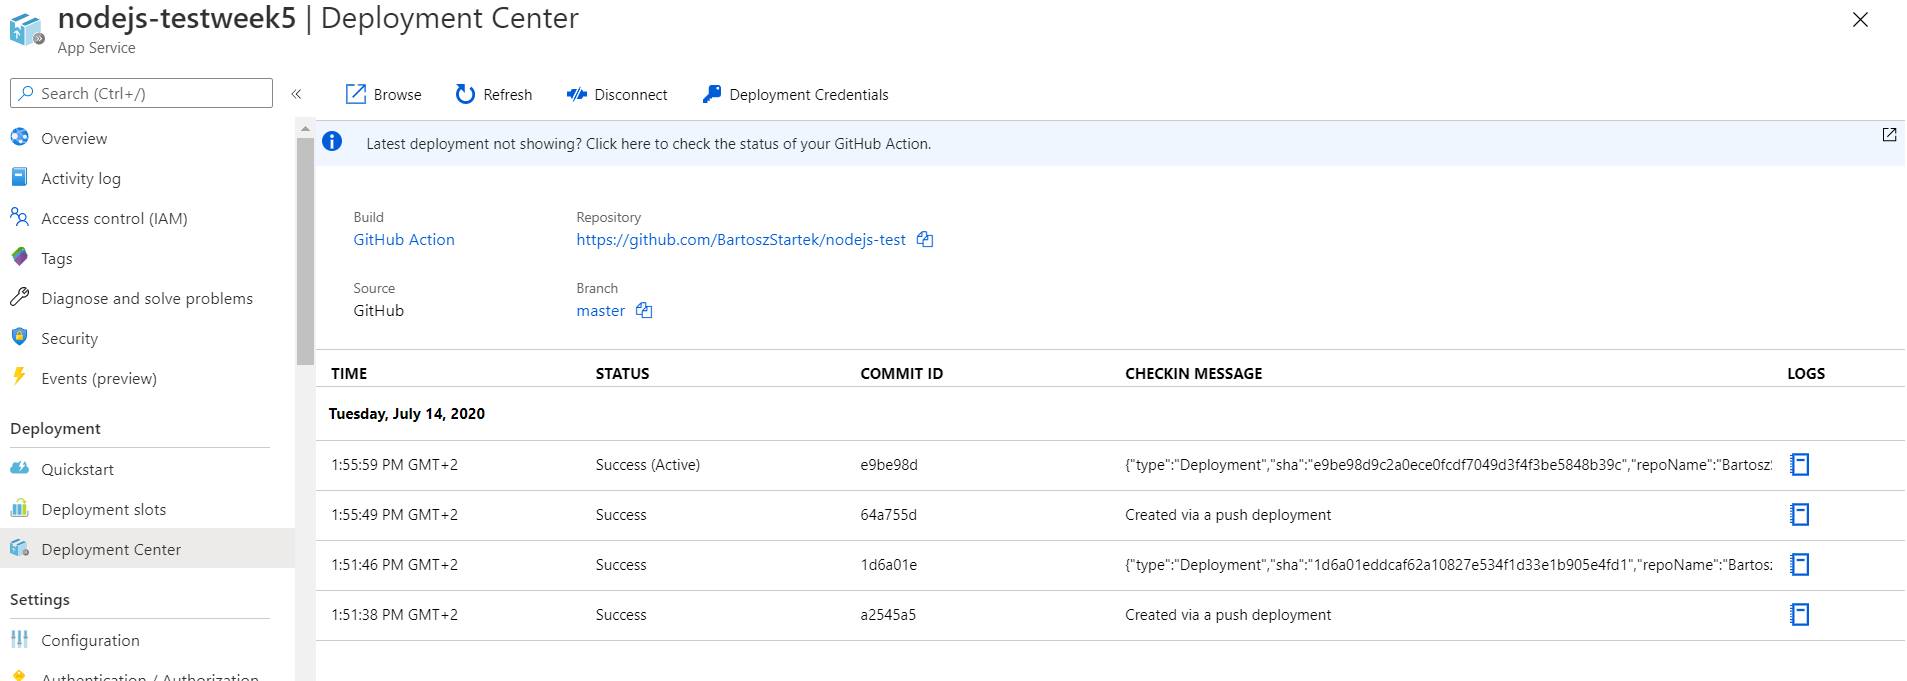 nodejs-testweek5 | Deployment Center
App Service
Search (Ctrl+/)
«
Overview
Activity log
Access control (IAM)
Tags
Diagnose and solve problems
Security
Events (preview)
Deployment
Quickstart
Deployment slots
Deployment Center
Settings
Configuration
Authentication / Authorization
Browse Refresh Disconnect Deployment Credentials
Latest deployment not showing? Click here to check the status of your GitHub Action.
Build Repository
GitHub Action https://github.com/BartoszStartek/nodejs-test
Source Branch
GitHub master
TIME STATUS COMMIT ID CHECKIN MESSAGE LOGS
Tuesday, July 14, 2020
1:55:59 PM GMT+2 Success (Active) e9be98d {"type":"Deployment","sha":"e9be98d9c2a0ece0fcdf7049d3f4f3be5848b39c","repoName":"Bartosz
1:55:49 PM GMT+2 Success 64a755d Created via a push deployment
1:51:46 PM GMT+2 Success 1d6a01e {"type":"Deployment","sha":"1d6a01eddcaf62a10827e534f1d33e1b905e4fd1","repoName":"Bartosz
1:51:38 PM GMT+2 Success a2545a5 Created via a push deployment